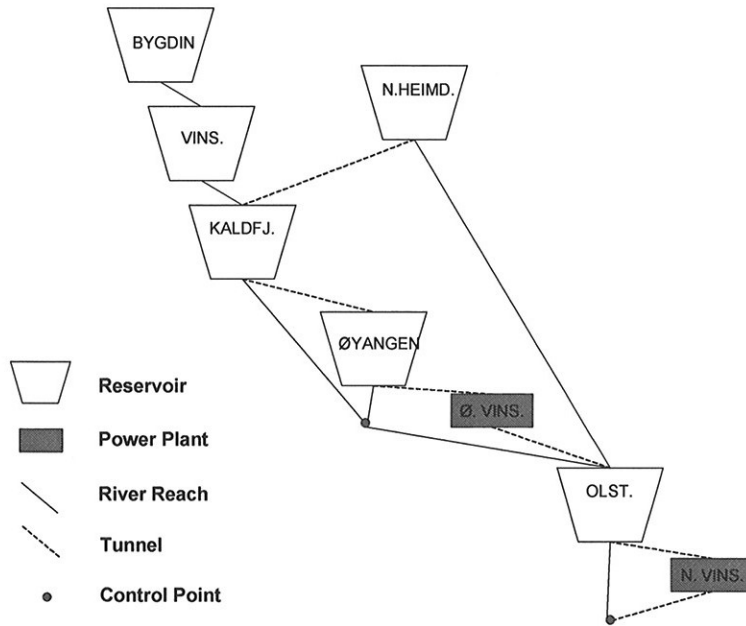 BYGDIN
N.HEIMD.
VINS.
KALDFJ.
ØYANGEN
Reservoir
Ø. VINS.
Power Plant
River Reach
OLST.
Tunnel
N. VINS.
Control Point